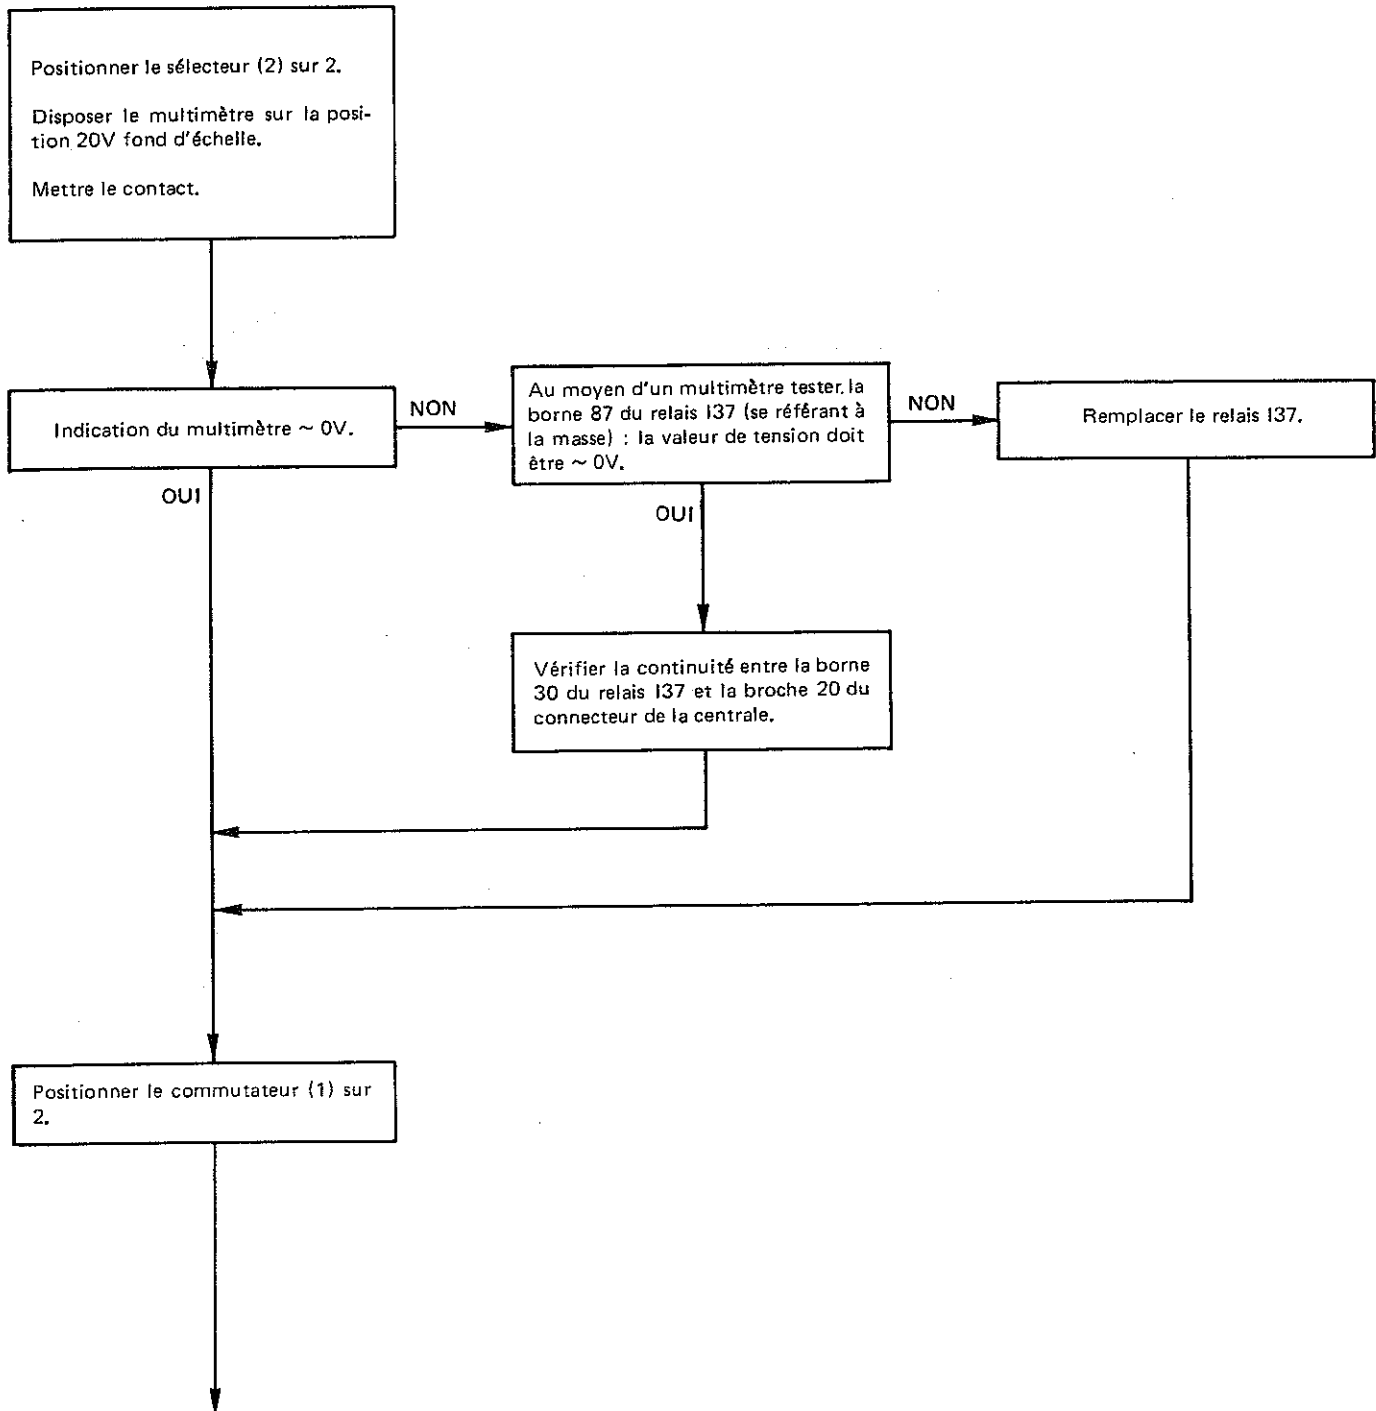 Positionner le sélecteur (2) sur 2.
Disposer le multimètre sur la posi-
tion 20V fond d'échelle.
Mettre le contact.
Indication du multimètre ~ 0V.
NON
Au moyen d'un multimètre tester. la
borne 87 du relais I37 (se référant à
la masse) : la valeur de tension doit
être ~ 0V.
NON
Remplacer le relais I37.
OUI
OUI
Vérifier la continuité entre la borne
30 du relais I37 et la broche 20 du
connecteur de la centrale.
Positionner le commutateur (1) sur
2.